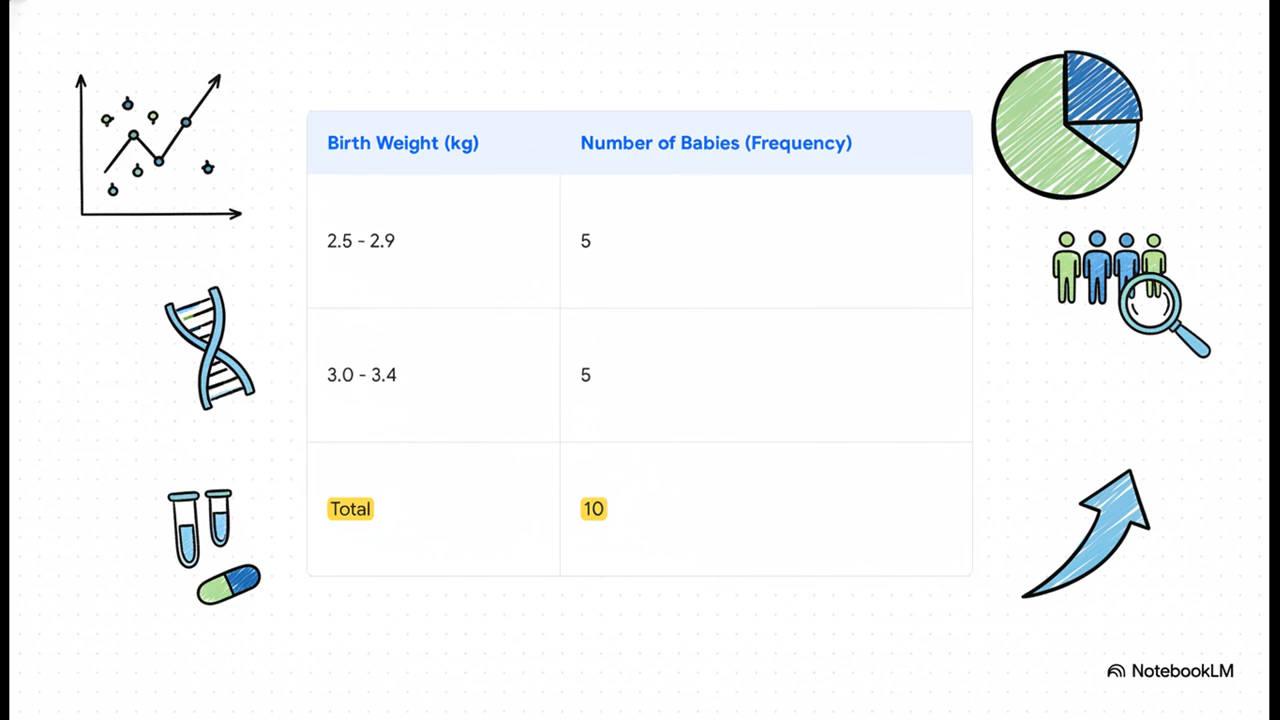 Birth Weight (kg) Number of Babies (Frequency)
2.5 - 2.9 5
3.0 - 3.4 5
Total 10
NotebookLM